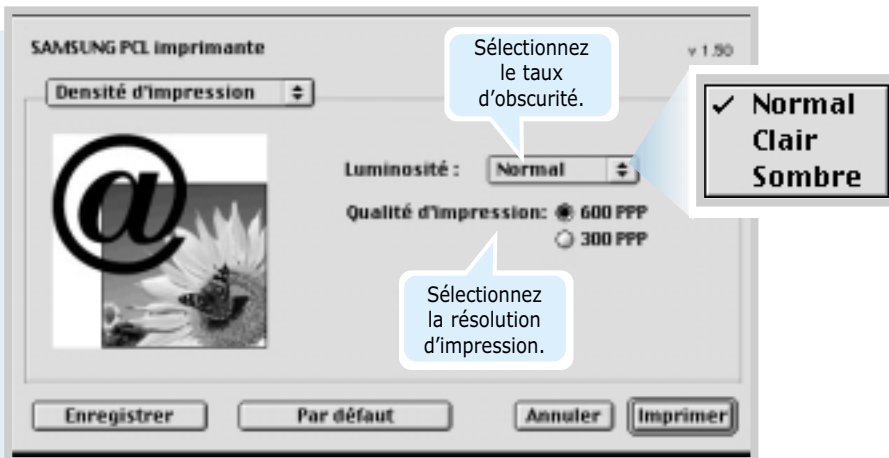 SAMSUNG PCL imprimante
v 1.90
Densité d'impression
Sélectionnez
le taux
d'obscurité.
Luminosité : Normal
Normal
Clair
Sombre
Qualité d'impression: 600 PPP
300 PPP
Sélectionnez
la résolution
d'impression.
@
Enregistrer
Par défaut
Annuler
Imprimer